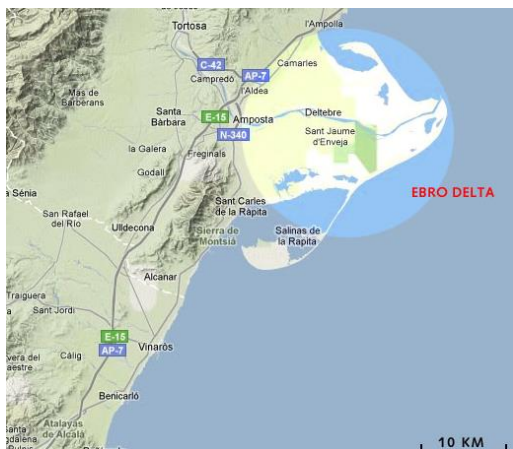 l'Ampolla
Tortosa
C-42
Camarles
Campredó
AP-7
l'Aldea
Mas de
Barberans
Santa
Bàrbara
E-15
Amposta
Deltebre
N-340
Sant Jaume
d'Enveja
la Galera
Freginals
Godall
EBRO DELTA
la Sénia
Sant Carles
de la Ràpita
San Rafael
del Río
Ulldecona
Sierra de
Montsià
Salinas de
la Rapita
Alcanar
Traiguera
Sant Jordi
E-15
AP-7
Vinaròs
Càlig
Benicarló
Atalayas
de Alcalá
10 KM